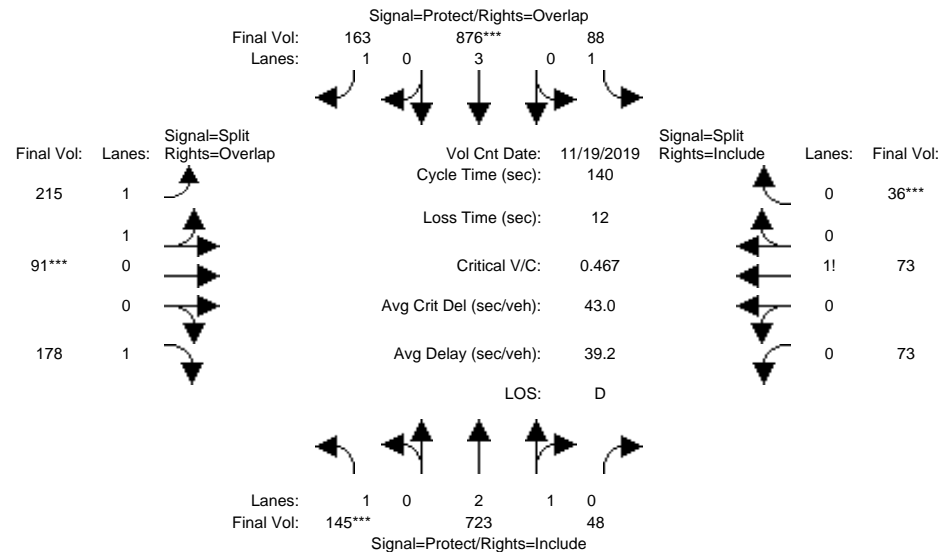 Signal=Protect/Rights=Overlap
Final Vol: 163 876*** 88
Lanes: 1 0 3 0 1
Signal=Split Signal=Split
Final Vol: Lanes: Rights=Overlap Vol Cnt Date: 11/19/2019 Rights=Include Lanes: Final Vol:
Cycle Time (sec): 140
215 1 0 36***
Loss Time (sec): 12
1 0
91*** 0 Critical V/C: 0.467 1! 73
0 Avg Crit Del (sec/veh): 43.0 0
178 1 Avg Delay (sec/veh): 39.2 0 73
LOS: D
Lanes: 1 0 2 1 0
Final Vol: 145*** 723 48
Signal=Protect/Rights=Include